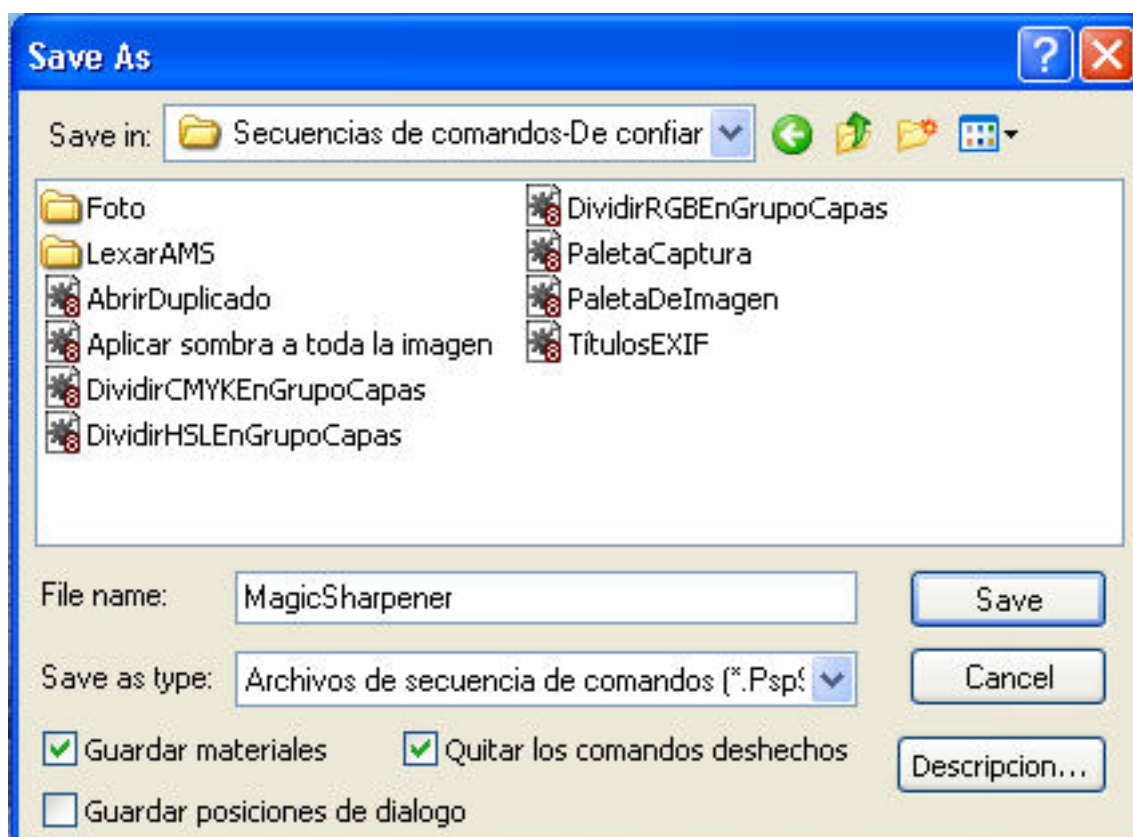 Save As
Save in: Secuencias de comandos-De confiar
Foto
LexarAMS
AbrirDuplicado
Aplicar sombra a toda la imagen
DividirCMYKEnGrupoCapas
DividirHSLEnGrupoCapas
DividirRGBEnGrupoCapas
PaletaCaptura
PaletaDeImagen
TítulosEXIF
File name: MagicSharpener
Save
Save as type: Archivos de secuencia de comandos (*.PspS
Cancel
Guardar materiales
Quitar los comandos deshechos
Descripcion...
Guardar posiciones de dialogo